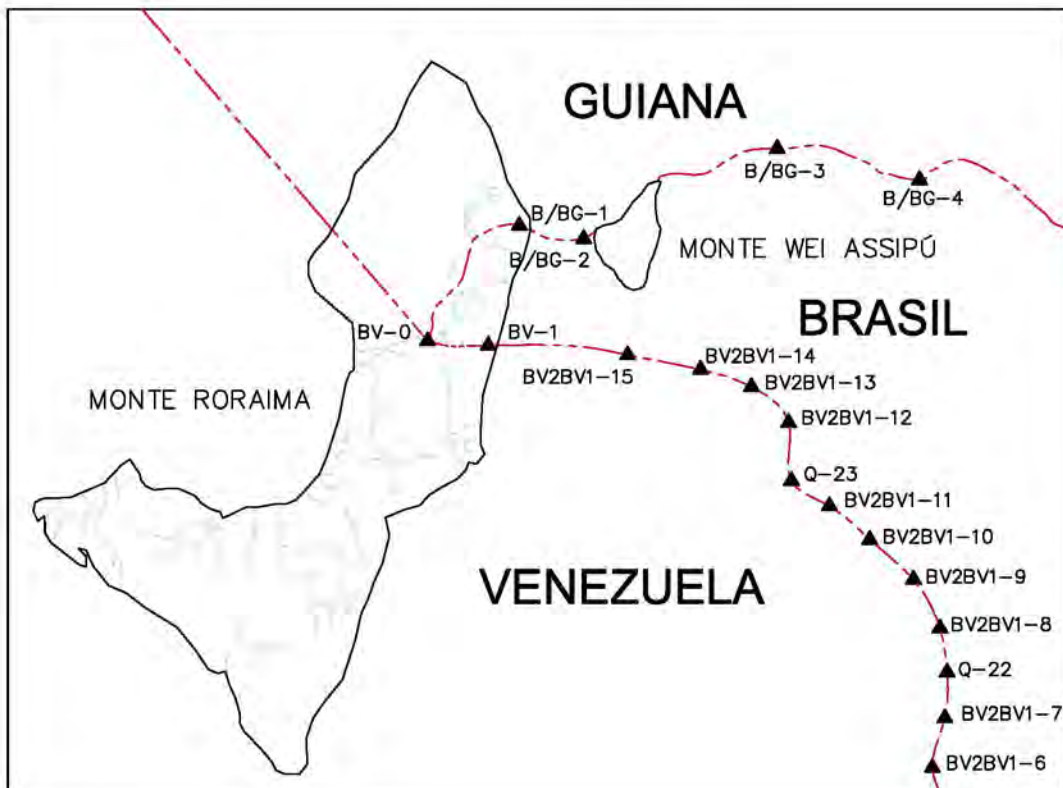 GUIANA
B/BG-3
B/BG-4
B/BG-1
B/BG-2
MONTE WEI ASSIPÚ
BRASIL
BV-0
BV-1
BV2BV1-15
BV2BV1-14
BV2BV1-13
MONTE RORAIMA
BV2BV1-12
Q-23
BV2BV1-11
BV2BV1-10
VENEZUELA
BV2BV1-9
BV2BV1-8
Q-22
BV2BV1-7
BV2BV1-6